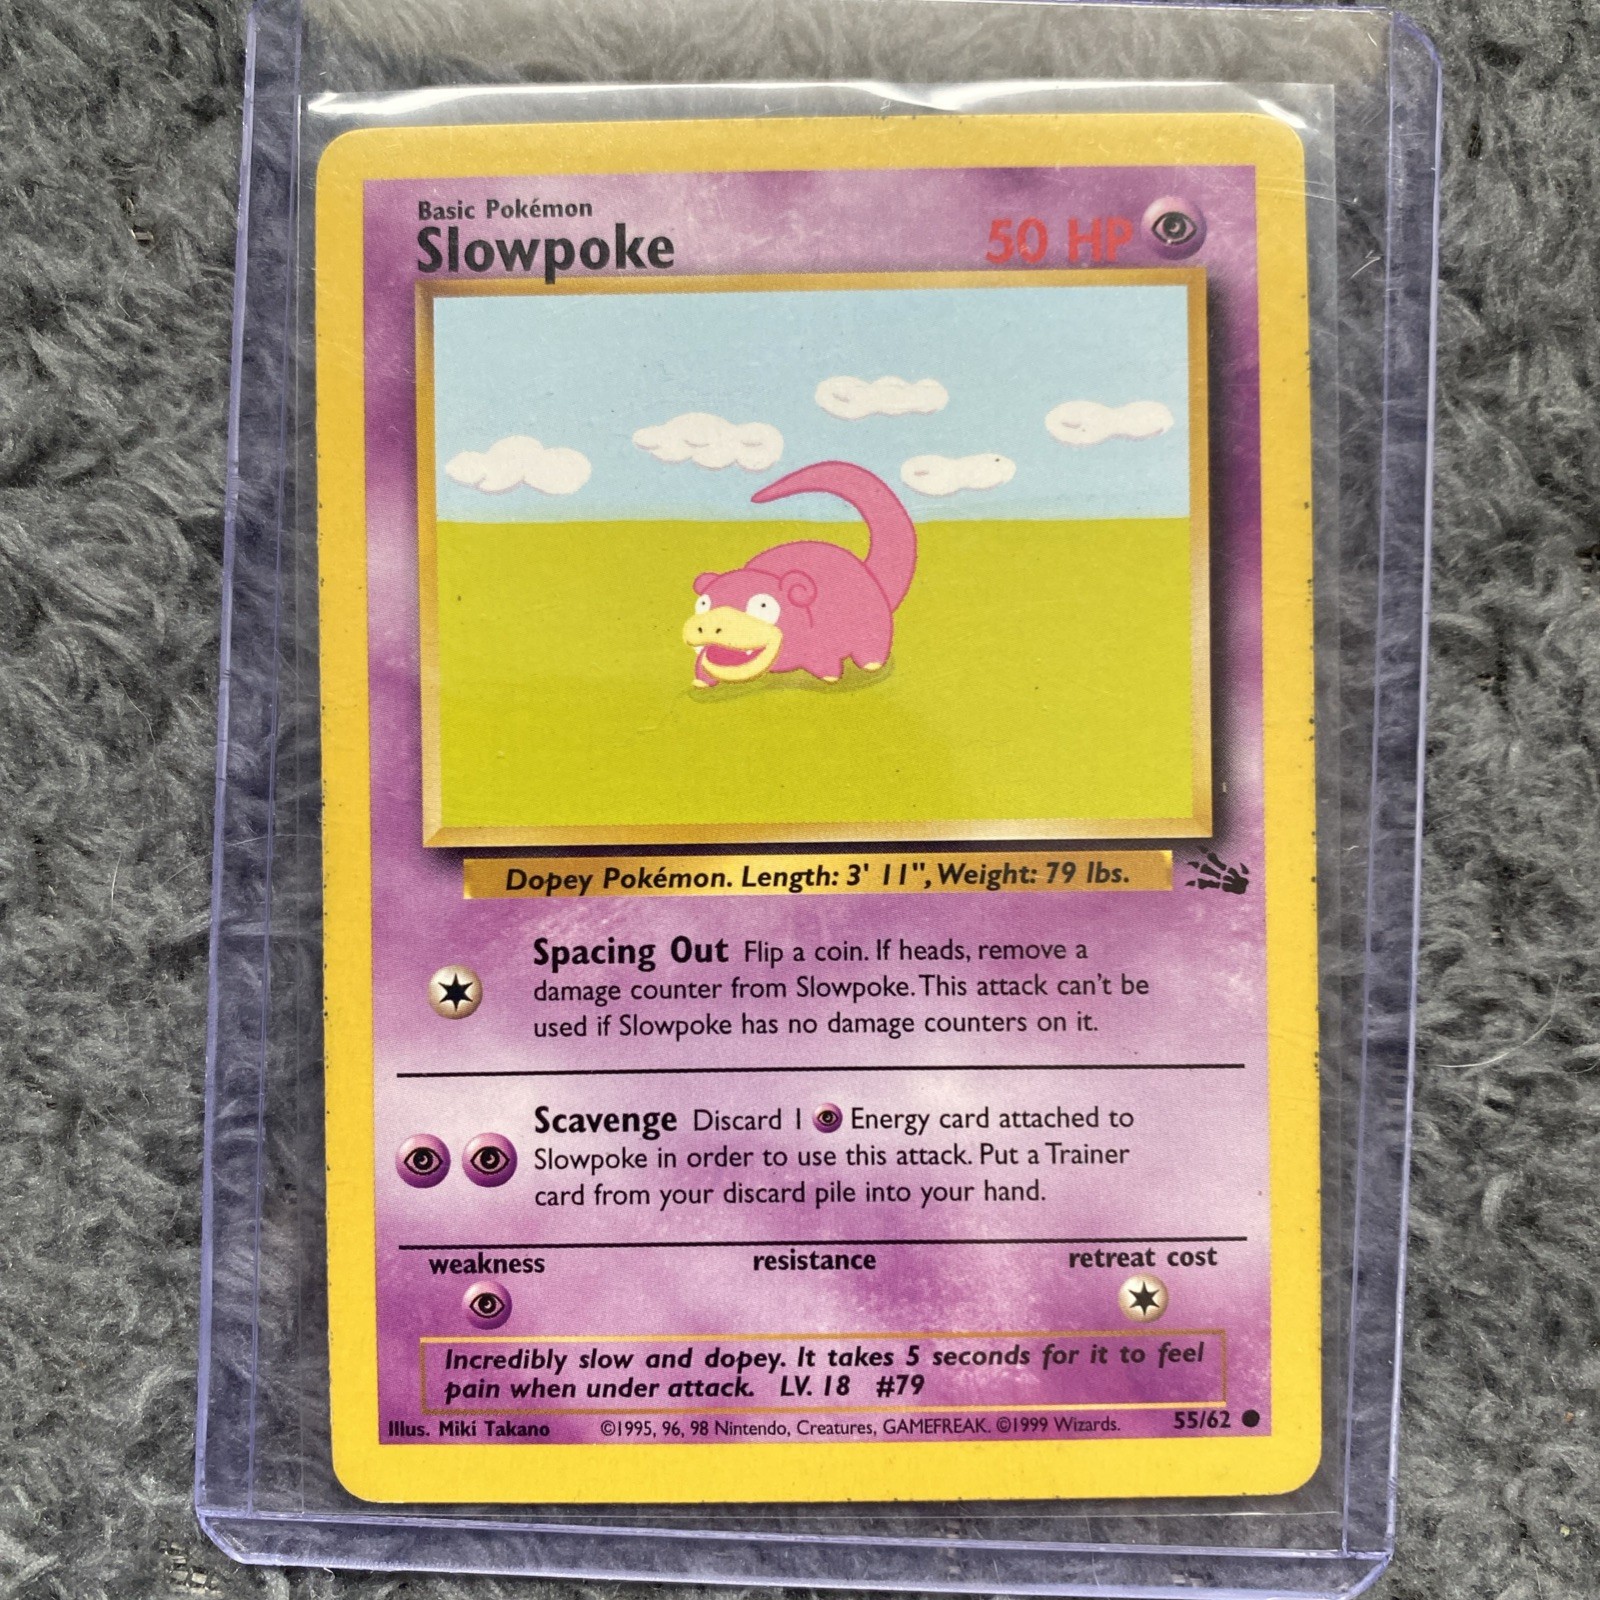 Basic Pokémon
Slowpoke
50 HP
Dopey Pokémon. Length: 3' 11", Weight: 79 lbs.
Spacing Out Flip a coin. If heads, remove a
damage counter from Slowpoke. This attack can't be
used if Slowpoke has no damage counters on it.
Scavenge Discard 1 Energy card attached to
Slowpoke in order to use this attack. Put a Trainer
card from your discard pile into your hand.
weakness resistance retreat cost
Incredibly slow and dopey. It takes 5 seconds for it to feel
pain when under attack. LV. 18 #79
Illus. Miki Takano ©1995, 96, 98 Nintendo, Creatures, GAMEFREAK. ©1999 Wizards. 55/62